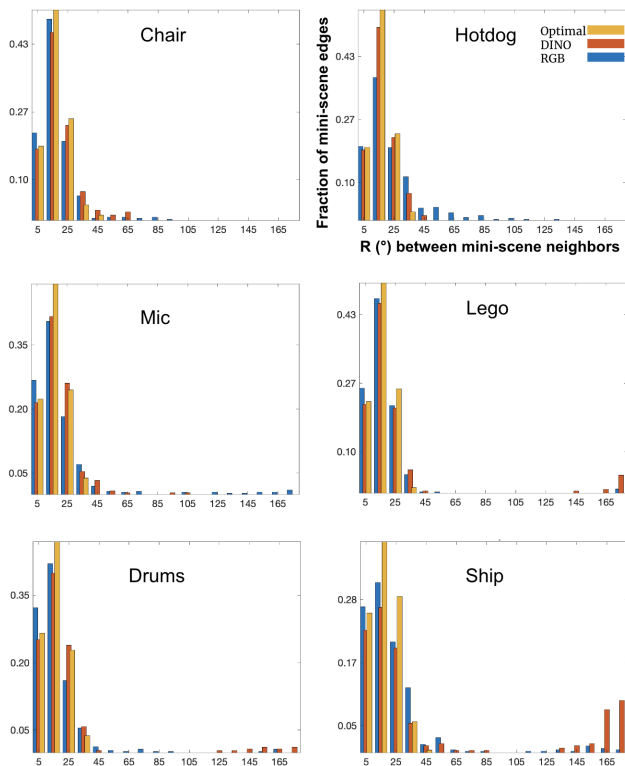 Chair
0.43
0.27
0.10
5 25 45 65 85 105 125 145 165
Hotdog
Optimal
DINO
RGB
Fraction of mini-scene edges
0.43
0.27
0.10
5 25 45 65 85 105 125 145 165
R (°) between mini-scene neighbors
Mic
0.35
0.20
0.05
5 25 45 65 85 105 125 145 165
Lego
0.43
0.27
0.10
5 25 45 65 85 105 125 145 165
Drums
0.35
0.20
0.05
5 25 45 65 85 105 125 145 165
Ship
0.28
0.17
0.05
5 25 45 65 85 105 125 145 165